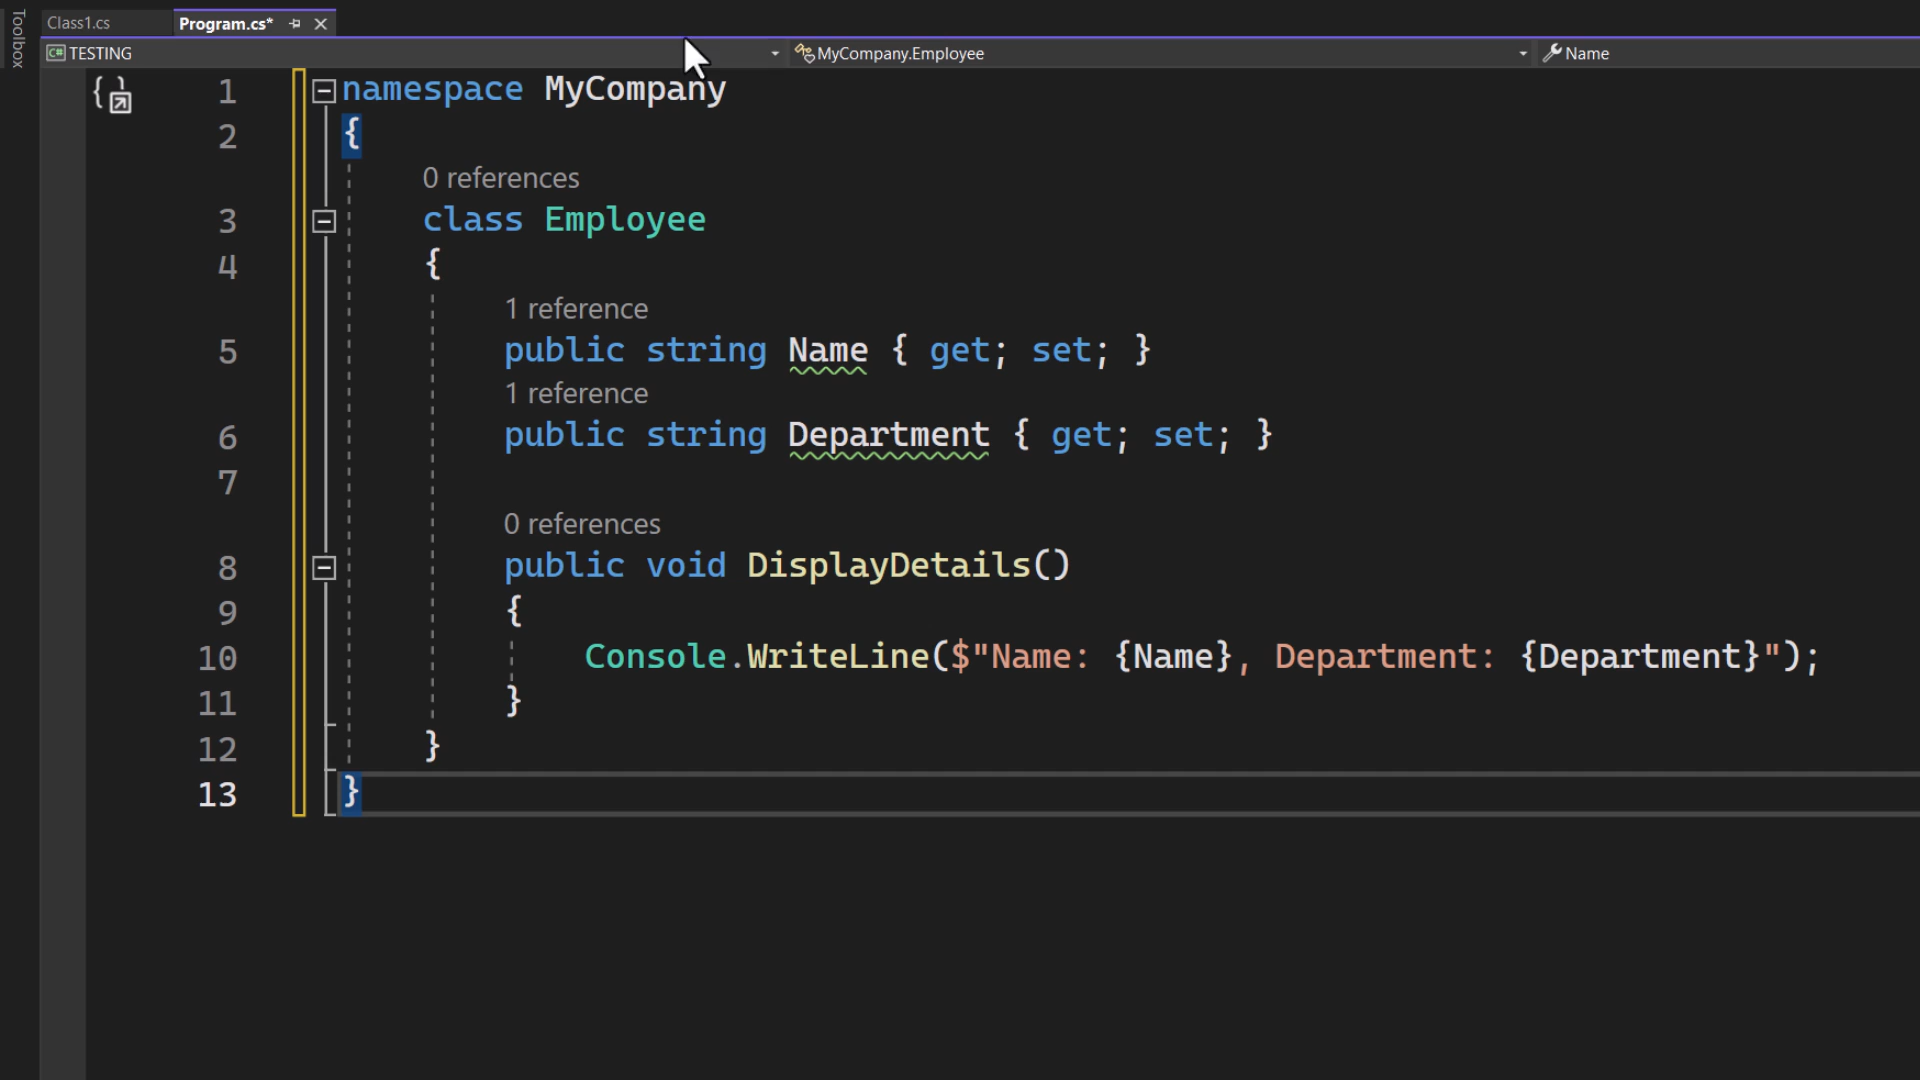 Toolbox
Class1.cs Program.cs*
C# TESTING MyCompany.Employee Name
1 namespace MyCompany
2 {
0 references
3 class Employee
4 {
1 reference
5 public string Name { get; set; }
1 reference
6 public string Department { get; set; }
7
0 references
8 public void DisplayDetails()
9 {
10 Console.WriteLine($"Name: {Name}, Department: {Department}");
11 }
12 }
13 }